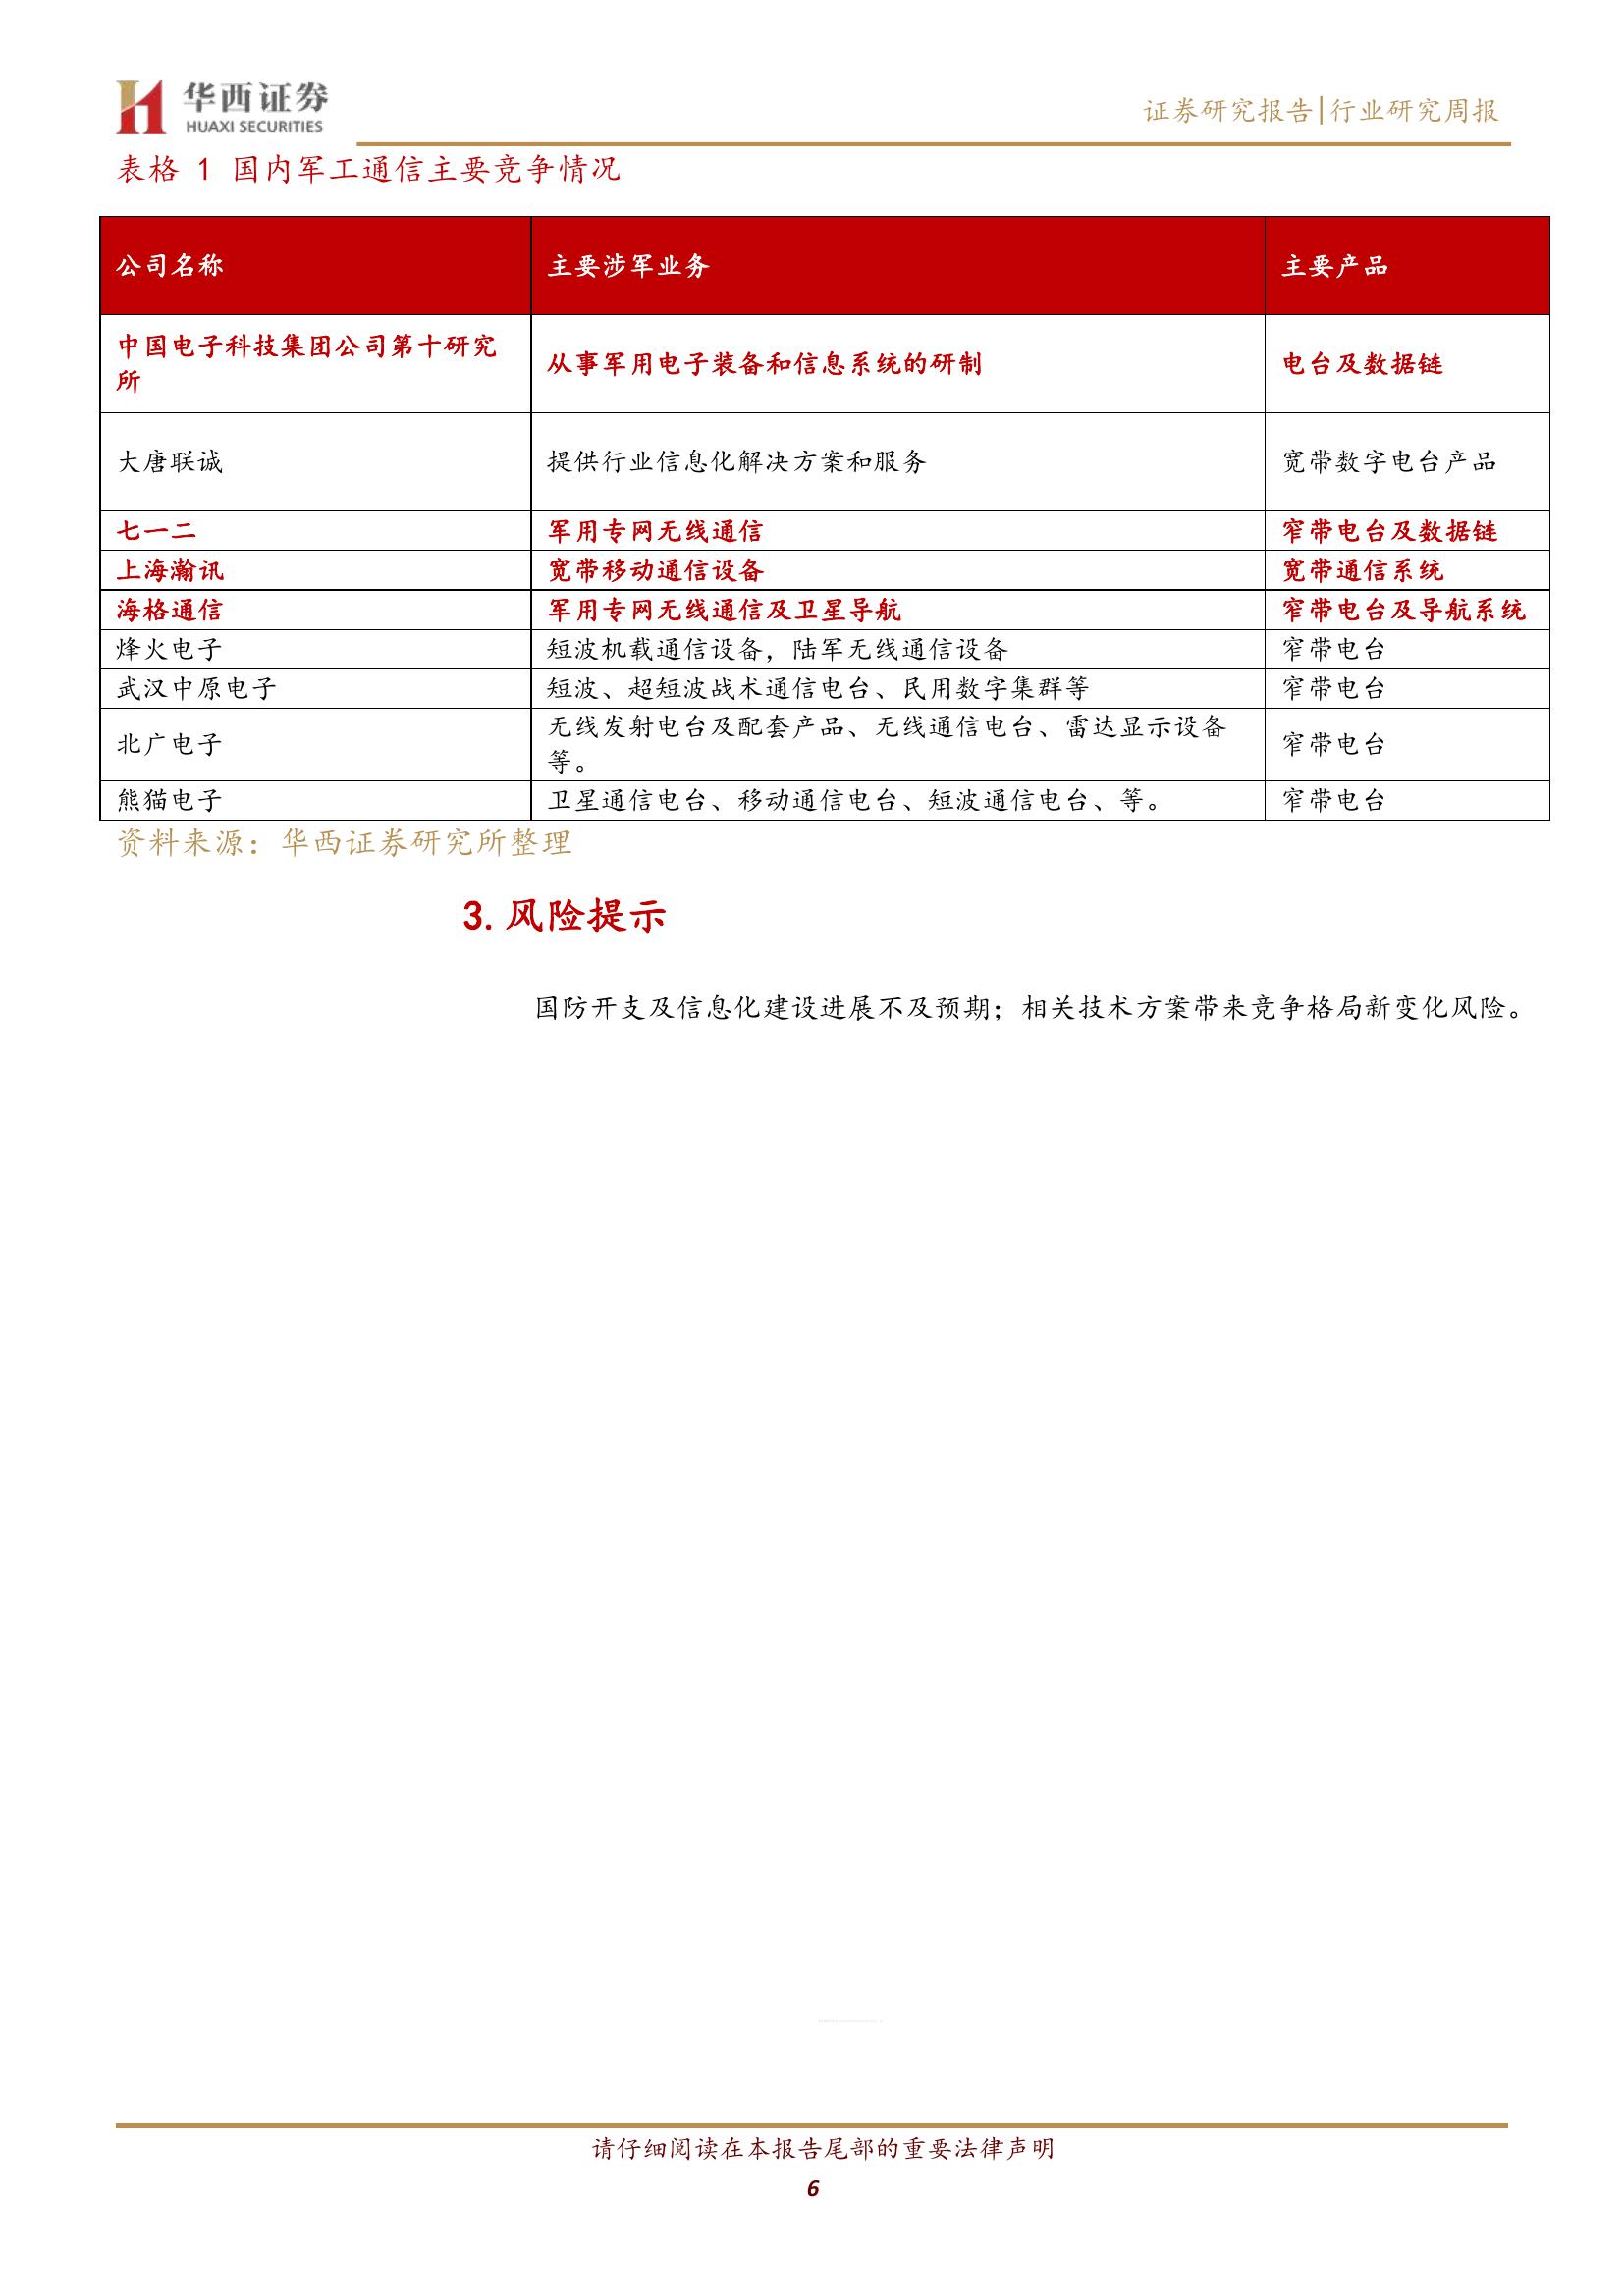 华西证券
HUAXI SECURITIES
证券研究报告|行业研究周报
表格 1 国内军工通信主要竞争情况
公司名称 主要涉军业务 主要产品
中国电子科技集团公司第十研究
所
从事军用电子装备和信息系统的研制 电台及数据链
大唐联诚 提供行业信息化解决方案和服务 宽带数字电台产品
七一二 军用专网无线通信 窄带电台及数据链
上海瀚讯 宽带移动通信设备 宽带通信系统
海格通信 军用专网无线通信及卫星导航 窄带电台及导航系统
烽火电子 短波机载通信设备，陆军无线通信设备 窄带电台
武汉中原电子 短波、超短波战术通信电台、民用数字集群等 窄带电台
北广电子 无线发射电台及配套产品、无线通信电台、雷达显示设备
等。
窄带电台
熊猫电子 卫星通信电台、移动通信电台、短波通信电台、等。 窄带电台
资料来源：华西证券研究所整理
3. 风险提示
国防开支及信息化建设进展不及预期；相关技术方案带来竞争格局新变化风险。
请仔细阅读在本报告尾部的重要法律声明
6